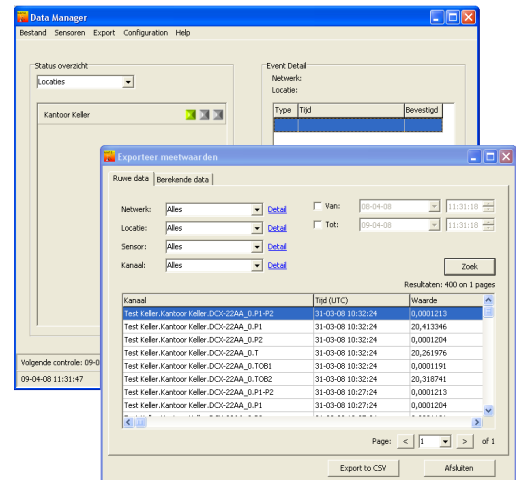 Data Manager
Bestand Sensoren Export Configuration Help
Status overzicht
Locaties
Kantoor Keller
Event Detail
Netwerk:
Locatie:
Type Tijd Bevestigd
Volgende controle: 09-0
09-04-08 11:31:47
Exporteer meetwaarden
Ruwe data Berekende data
Netwerk: Alles Detail
Locatie: Alles Detail
Sensor: Alles Detail
Kanaal: Alles Detail
Van: 08-04-08 11:31:18
Tot: 09-04-08 11:31:18
Zoek
Resultaten: 400 on 1 pages
Kanaal Tijd (UTC) Waarde
Test Keller.Kantoor Keller.DCX-22AA_0.P1-P2 31-03-08 10:32:24 0,0001213
Test Keller.Kantoor Keller.DCX-22AA_0.P1 31-03-08 10:32:24 20,413346
Test Keller.Kantoor Keller.DCX-22AA_0.P2 31-03-08 10:32:24 0,0001204
Test Keller.Kantoor Keller.DCX-22AA_0.T 31-03-08 10:32:24 20,261976
Test Keller.Kantoor Keller.DCX-22AA_0.TOB1 31-03-08 10:32:24 0,0001191
Test Keller.Kantoor Keller.DCX-22AA_0.TOB2 31-03-08 10:32:24 20,318741
Test Keller.Kantoor Keller.DCX-22AA_0.P1-P2 31-03-08 10:27:24 0,0001213
Test Keller.Kantoor Keller.DCX-22AA_0.P1 31-03-08 10:27:24 0,0001204
Page: < 1 > of 1
Export to CSV Afsluiten